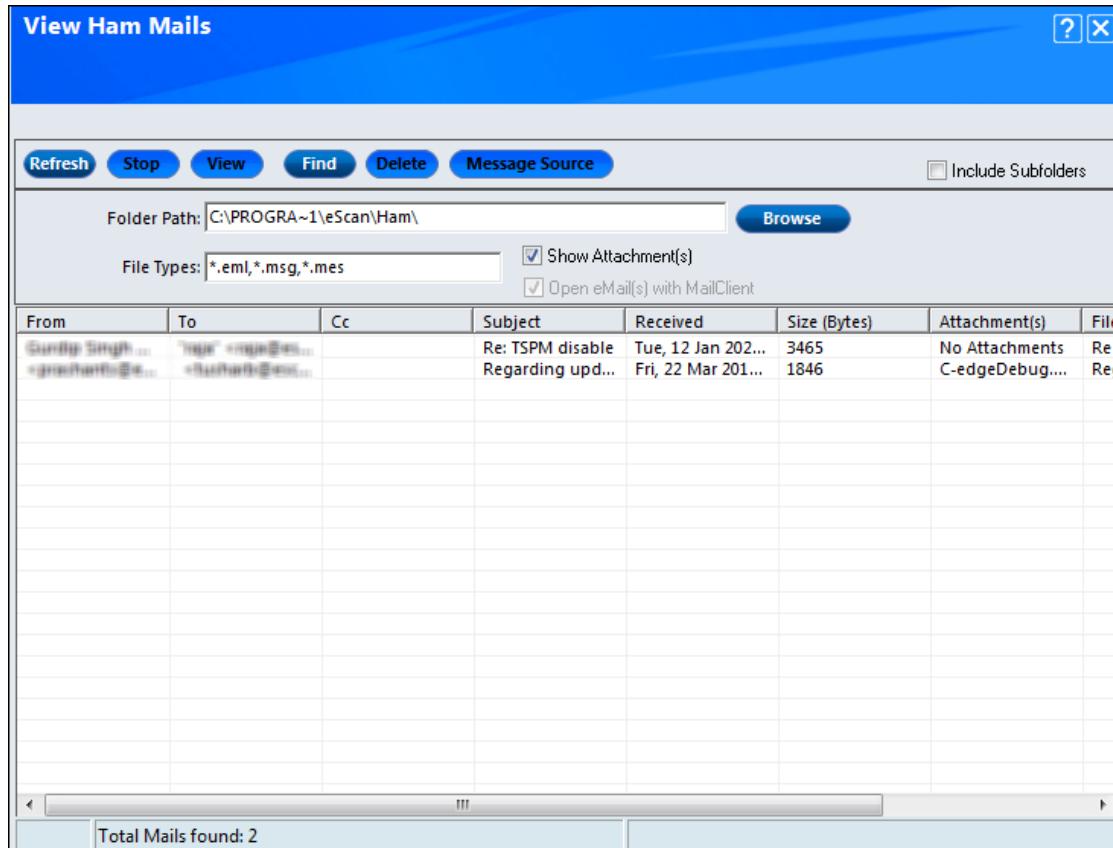 View Ham Mails
Refresh Stop View Find Delete Message Source Include Subfolders
Folder Path: C:\PROGRA~1\eScan\Ham\ Browse
Show Attachment(s)
File Types: *.eml,*.msg,*.mes
Open eMail(s) with MailClient
From To Cc Subject Received Size (Bytes) Attachment(s) File
Re: TSPM disable Tue, 12 Jan 202... 3465 No Attachments Re
Regarding upd... Fri, 22 Mar 201... 1846 C-edgeDebug.... Re
Total Mails found: 2